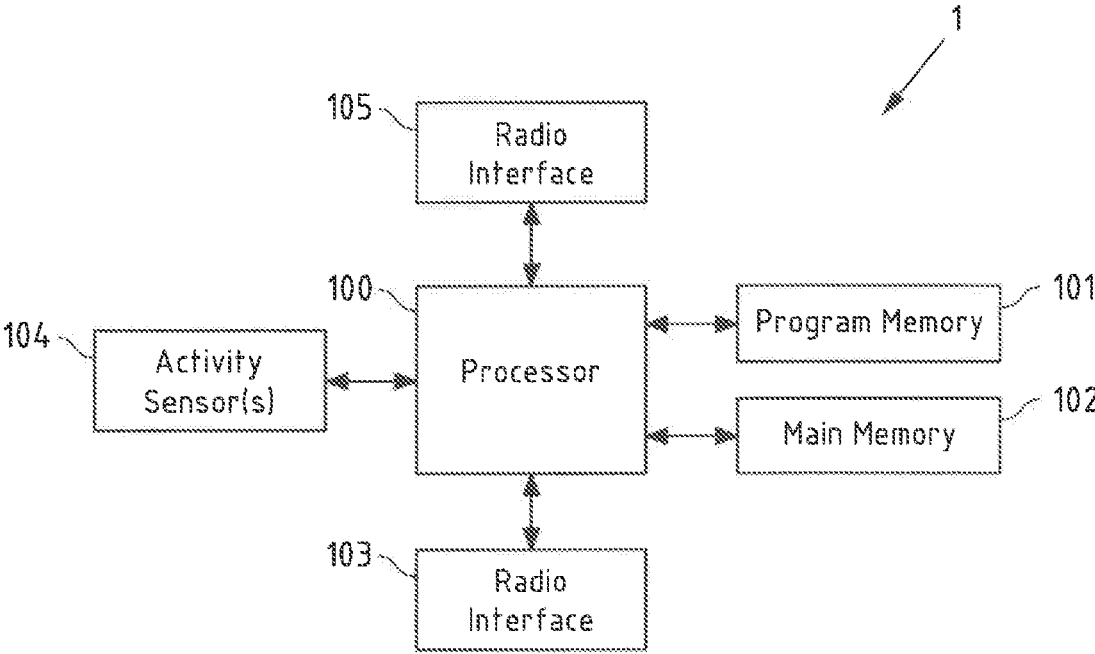 1
105
Radio
Interface
100
Processor
101
Program Memory
104
Activity
Sensor(s)
102
Main Memory
103
Radio
Interface